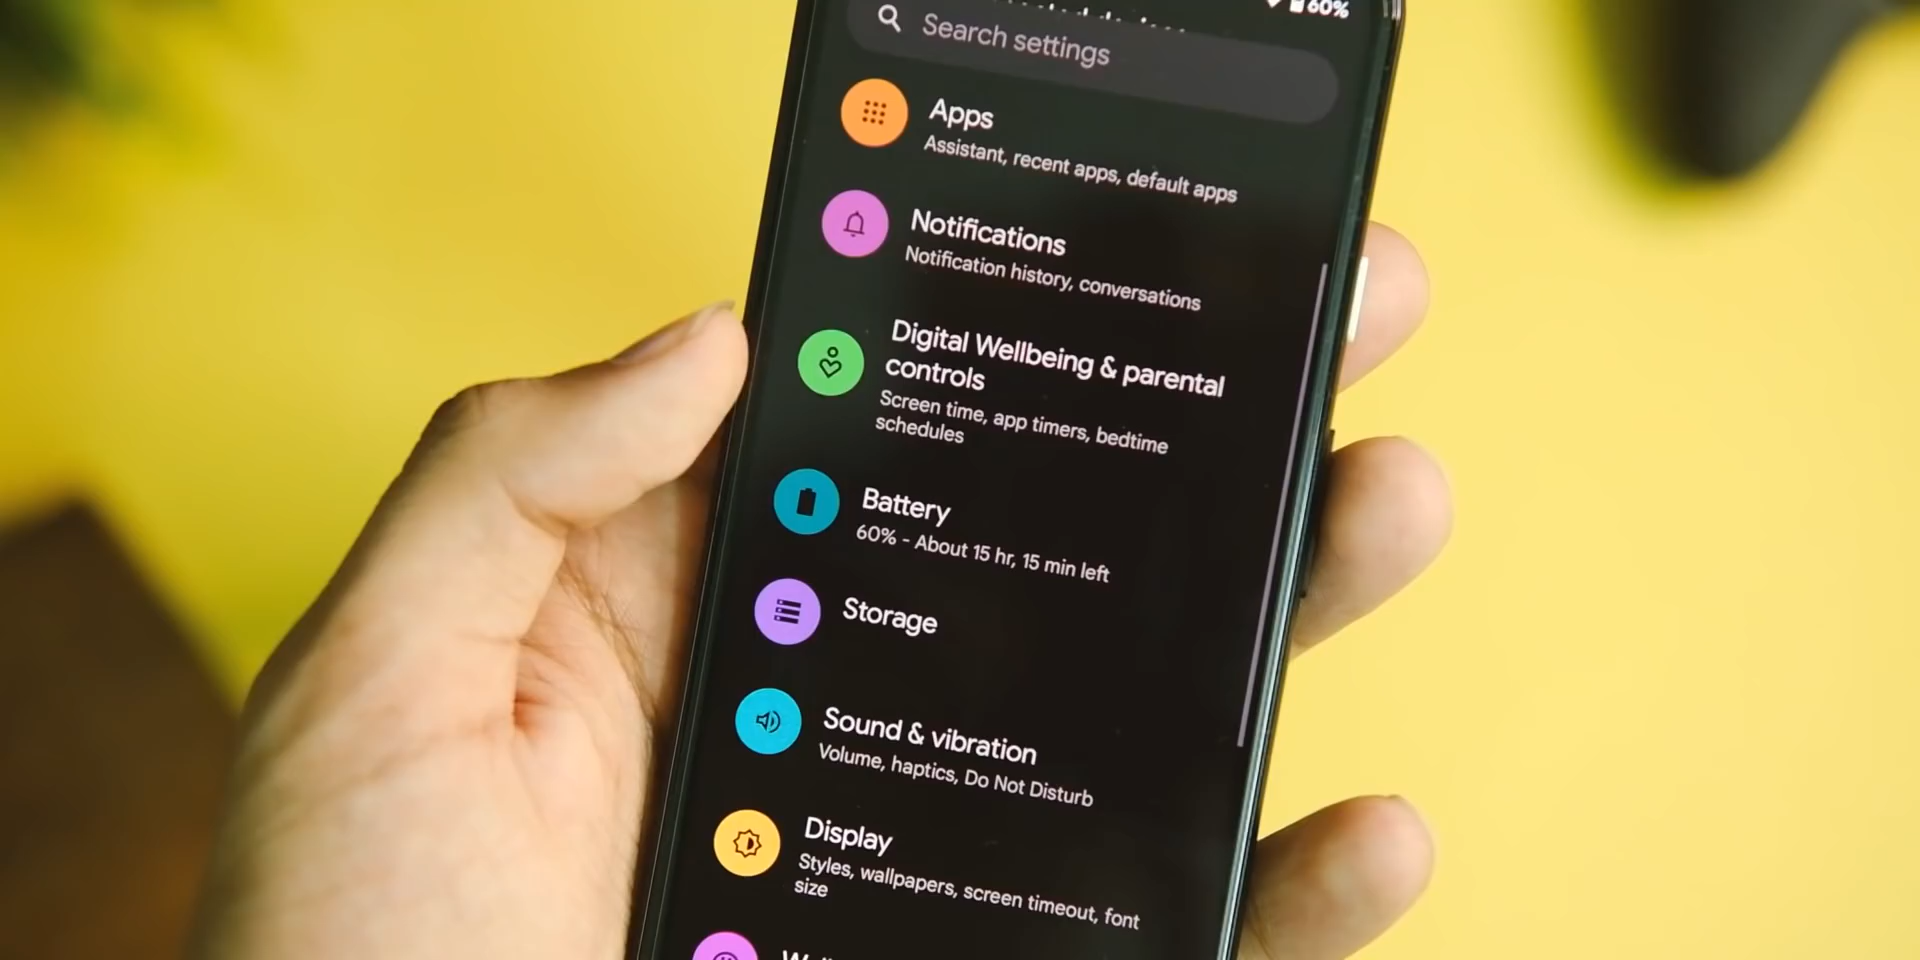 60%
Search settings
Apps
Assistant, recent apps, default apps
Notifications
Notification history, conversations
Digital Wellbeing & parental
controls
Screen time, app timers, bedtime
schedules
Battery
60% - About 15 hr, 15 min left
Storage
Sound & vibration
Volume, haptics, Do Not Disturb
Display
Styles, wallpapers, screen timeout, font
size